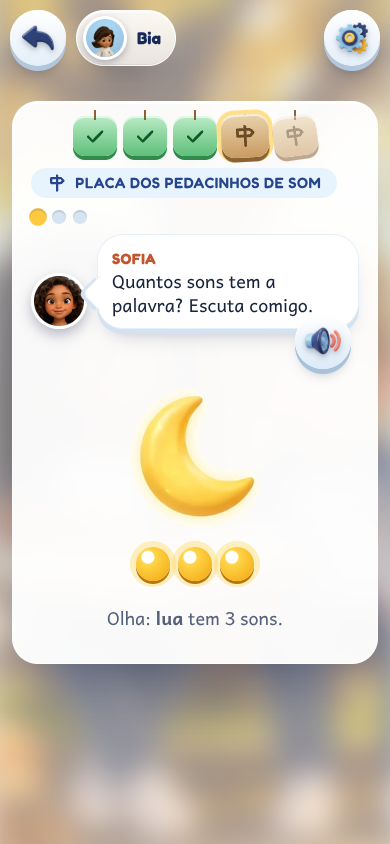 Bia
PLACA DOS PEDACINHOS DE SOM
SOFIA
Quantos sons tem a
palavra? Escuta comigo.
Olha: lua tem 3 sons.